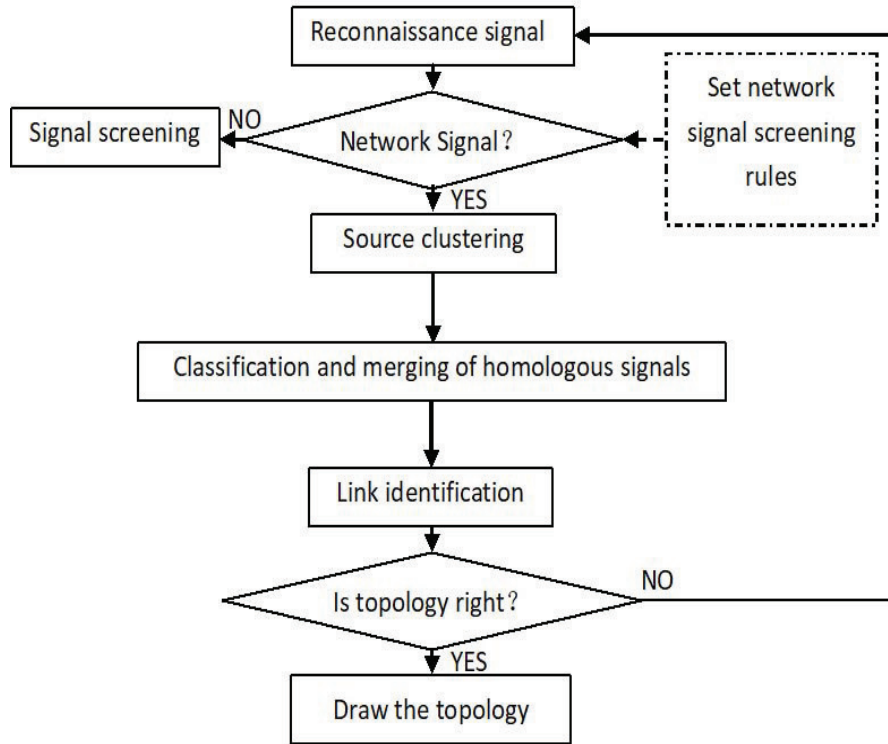 Reconnaissance signal
Set network
signal screening
rules
NO
Signal screening
Network Signal？
YES
Source clustering
Classification and merging of homologous signals
Link identification
NO
Is topology right？
YES
Draw the topology